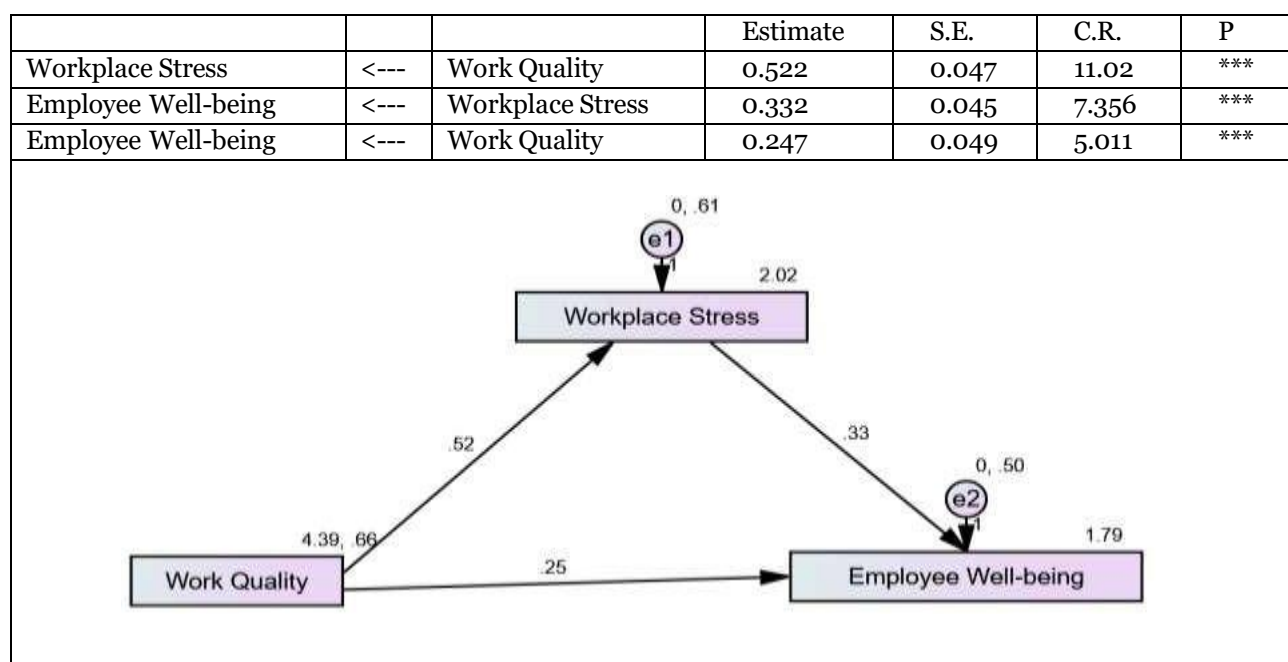 Estimate S.E. C.R. P
Workplace Stress <--- Work Quality 0.522 0.047 11.02 ***
Employee Well-being <--- Workplace Stress 0.332 0.045 7.356 ***
Employee Well-being <--- Work Quality 0.247 0.049 5.011 ***
0, .61
e1
1
2.02
Workplace Stress
.52
.33
0, .50
e2
1
4.39, .66
1.79
Work Quality
.25
Employee Well-being